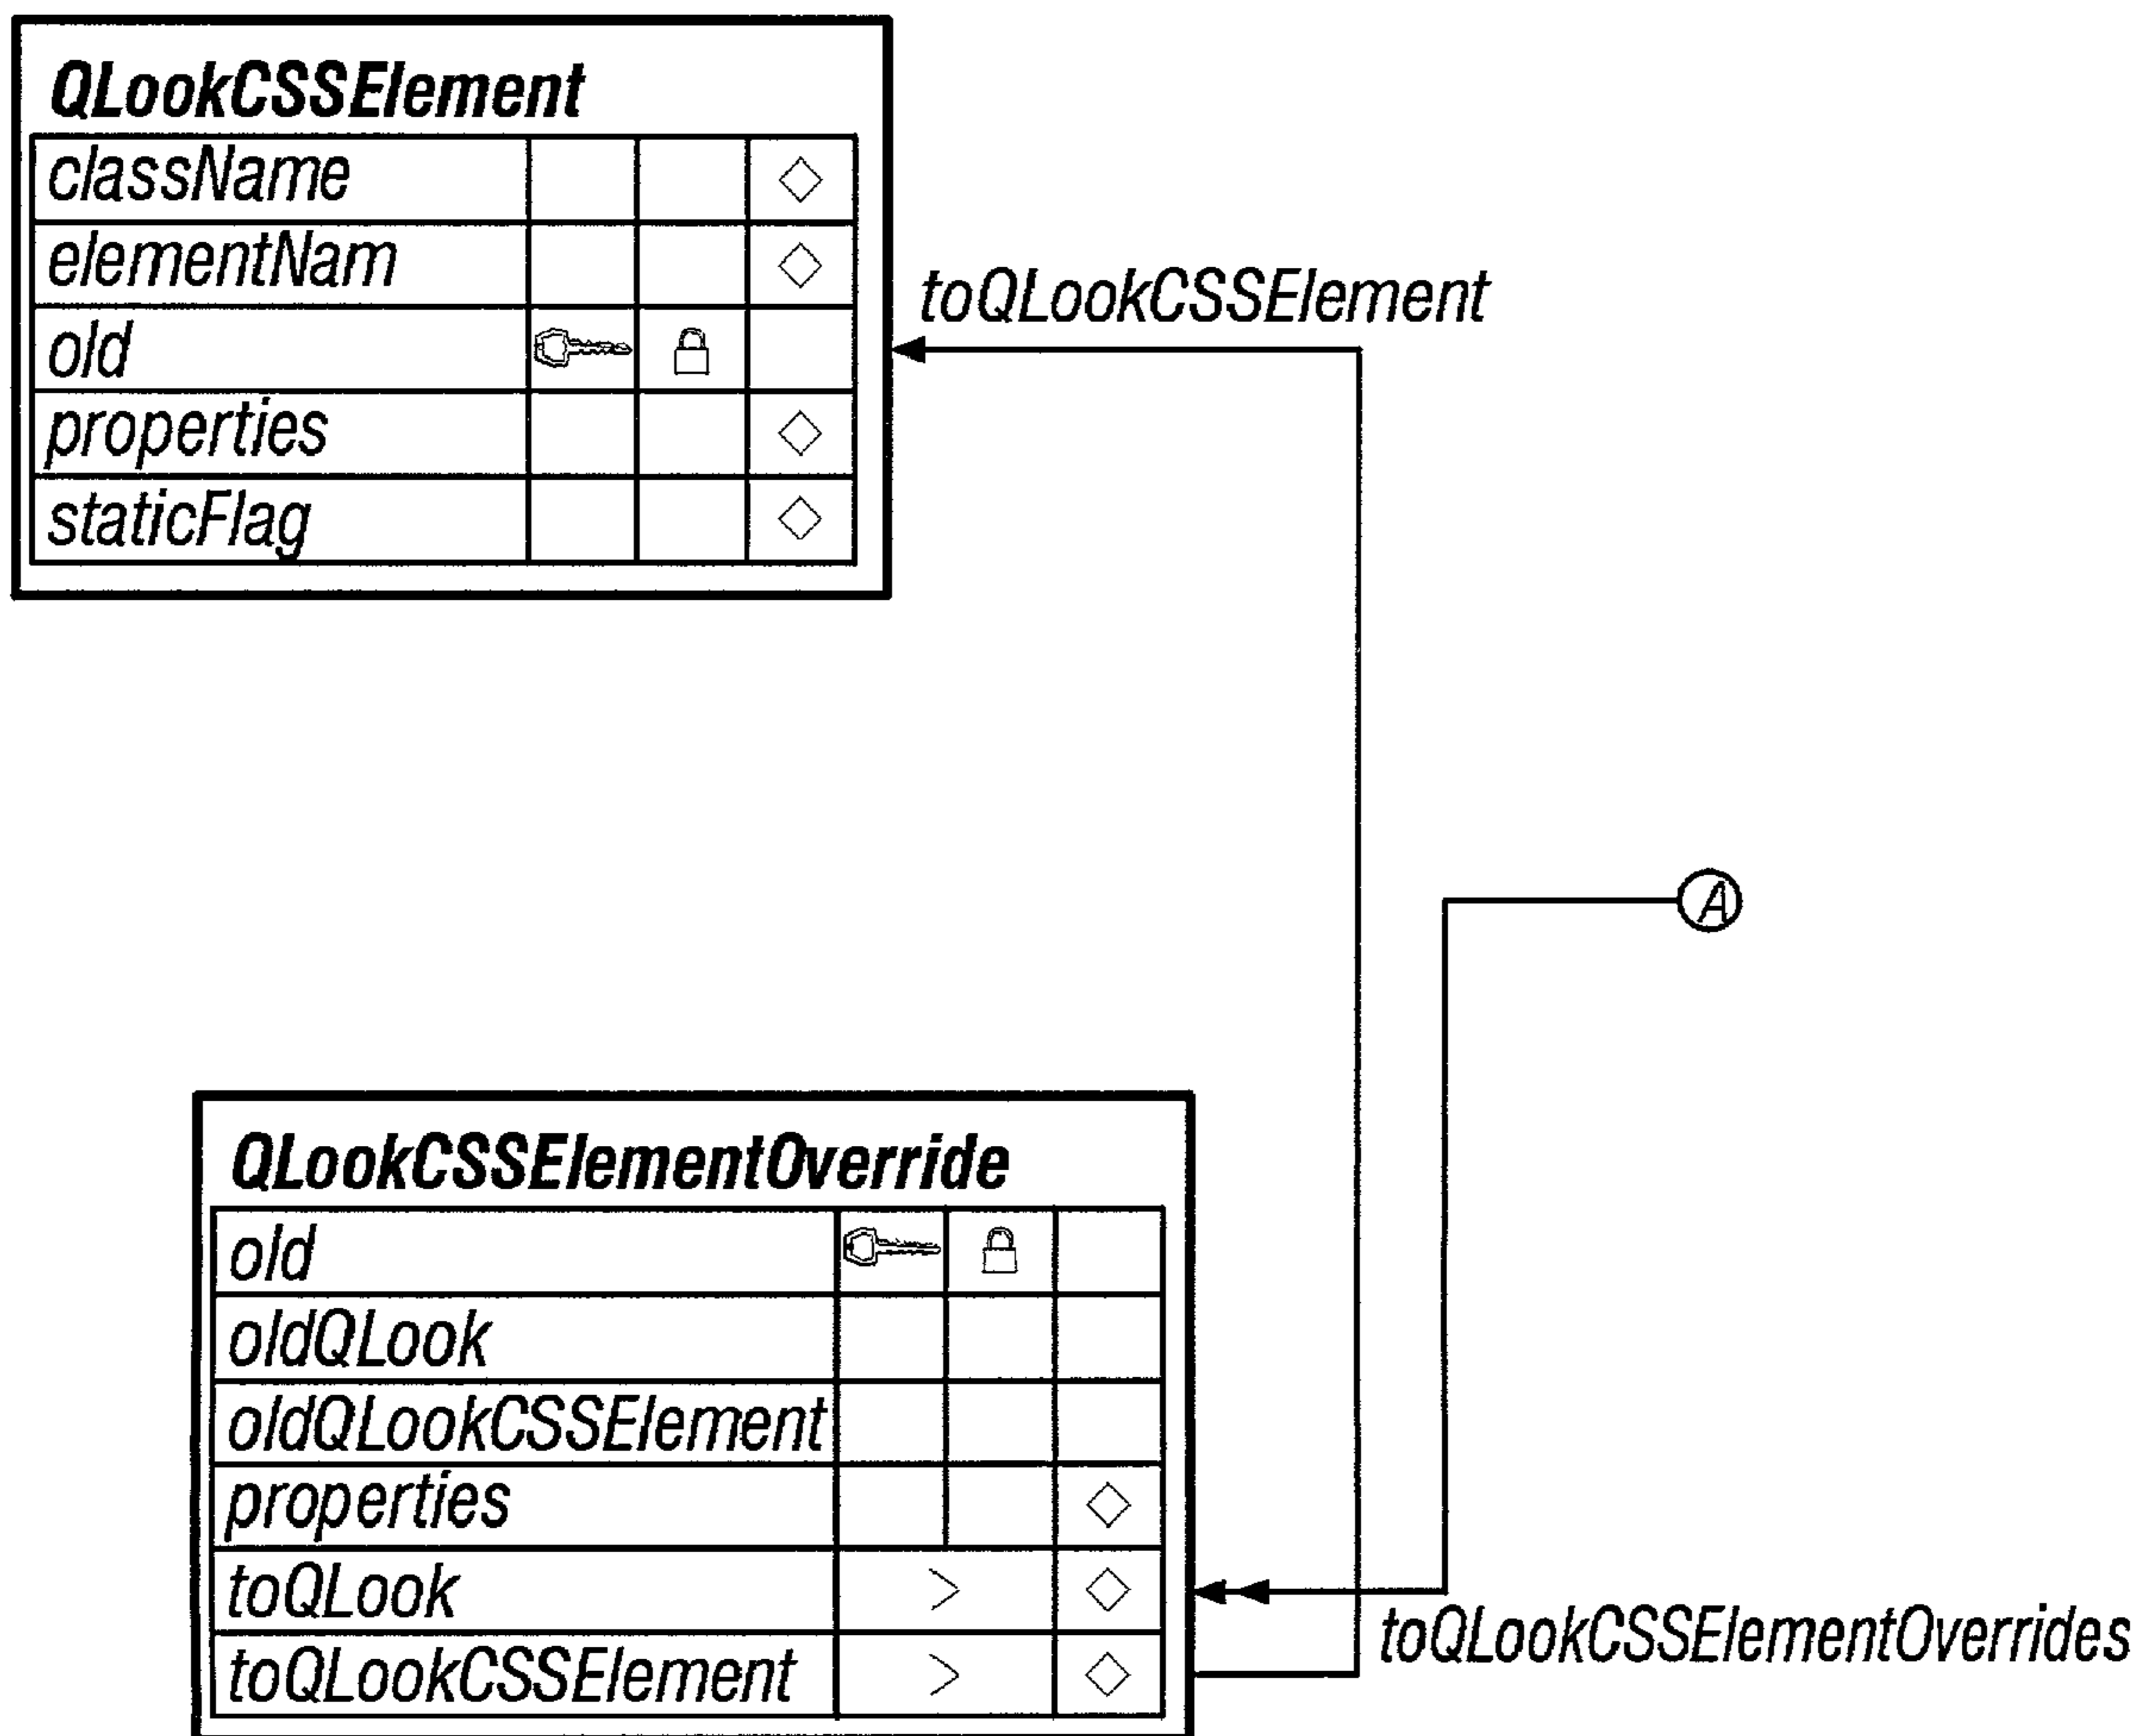 QLookCSSElement
className
elementNam
old
properties
staticFlag
toQLookCSSElement
A
QLookCSSElementOverride
old
oldQLook
oldQLookCSSElement
properties
toQLook >
toQLookCSSElement >
toQLookCSSElementOverrides